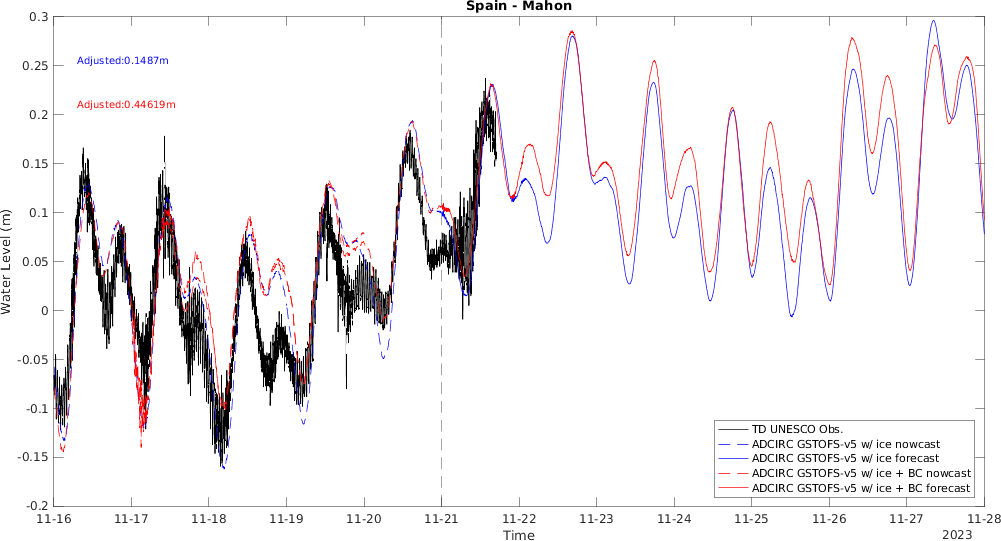 Spain - Mahon
Water Level (m)
0.3
0.25
0.2
0.15
0.1
0.05
0
-0.05
-0.1
-0.15
-0.2
Adjusted:0.1487m
Adjusted:0.44619m
TD UNESCO Obs.
ADCIRC GSTOFS-v5 w/ ice nowcast
ADCIRC GSTOFS-v5 w/ ice forecast
ADCIRC GSTOFS-v5 w/ ice + BC nowcast
ADCIRC GSTOFS-v5 w/ ice + BC forecast
11-16 11-17 11-18 11-19 11-20 11-21 11-22 11-23 11-24 11-25 11-26 11-27 11-28
Time
2023